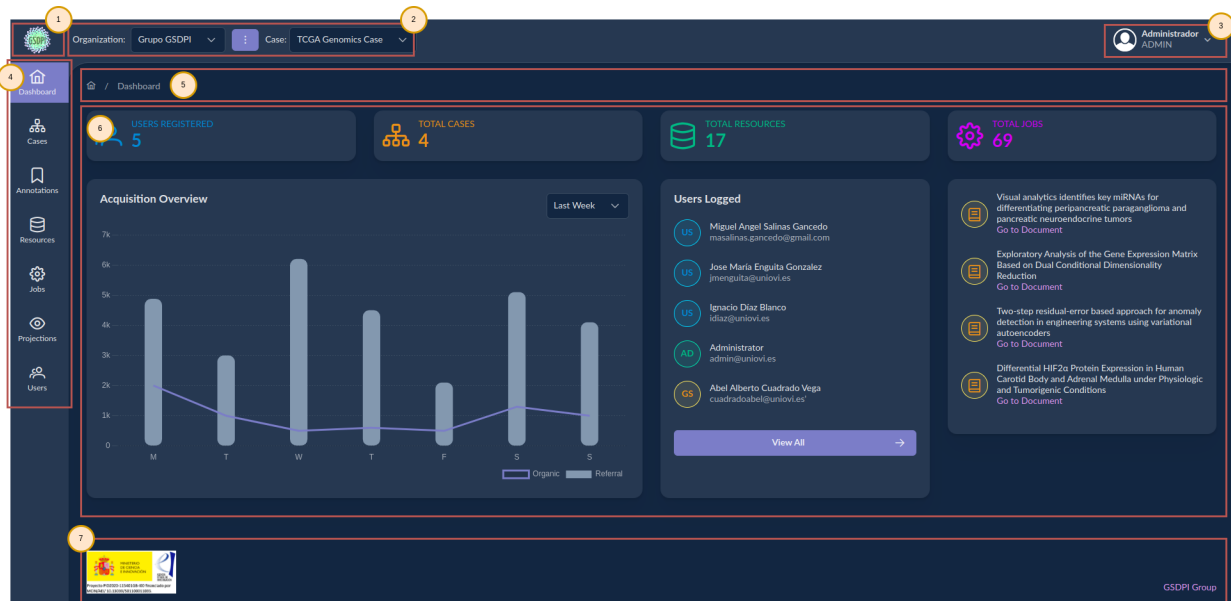 1
2
3
GSDPI
Organization:
Grupo GSDPI
Case:
TCGA Genomics Case
Administrador
ADMIN
4
Dashboard
Cases
Annotations
Resources
Jobs
Projections
Users
/ Dashboard
5
6
USERS REGISTERED
5
TOTAL CASES
4
TOTAL RESOURCES
17
TOTAL JOBS
69
Acquisition Overview
Last Week
7k
6k
5k
4k
3k
2k
1k
0
M T W T F S S
Organic
Referral
Users Logged
US
Miguel Angel Salinas Gancedo
masalinas.gancedo@gmail.com
US
Jose María Enguita Gonzalez
jmenguita@uniovi.es
US
Ignacio Díaz Blanco
idiaz@uniovi.es
AD
Administrator
admin@uniovi.es
GS
Abel Alberto Cuadrado Vega
cuadradoabel@uniovi.es'
View All
Visual analytics identifies key miRNAs for
differentiating peripancreatic paraganglioma and
pancreatic neuroendocrine tumors
Go to Document
Exploratory Analysis of the Gene Expression Matrix
Based on Dual Conditional Dimensionality
Reduction
Go to Document
Two-step residual-error based approach for anomaly
detection in engineering systems using variational
autoencoders
Go to Document
Differential HIF2α Protein Expression in Human
Carotid Body and Adrenal Medulla under Physiologic
and Tumorigenic Conditions
Go to Document
7
MINISTERIO
DE CIENCIA
E INNOVACIÓN
GSDPI Group